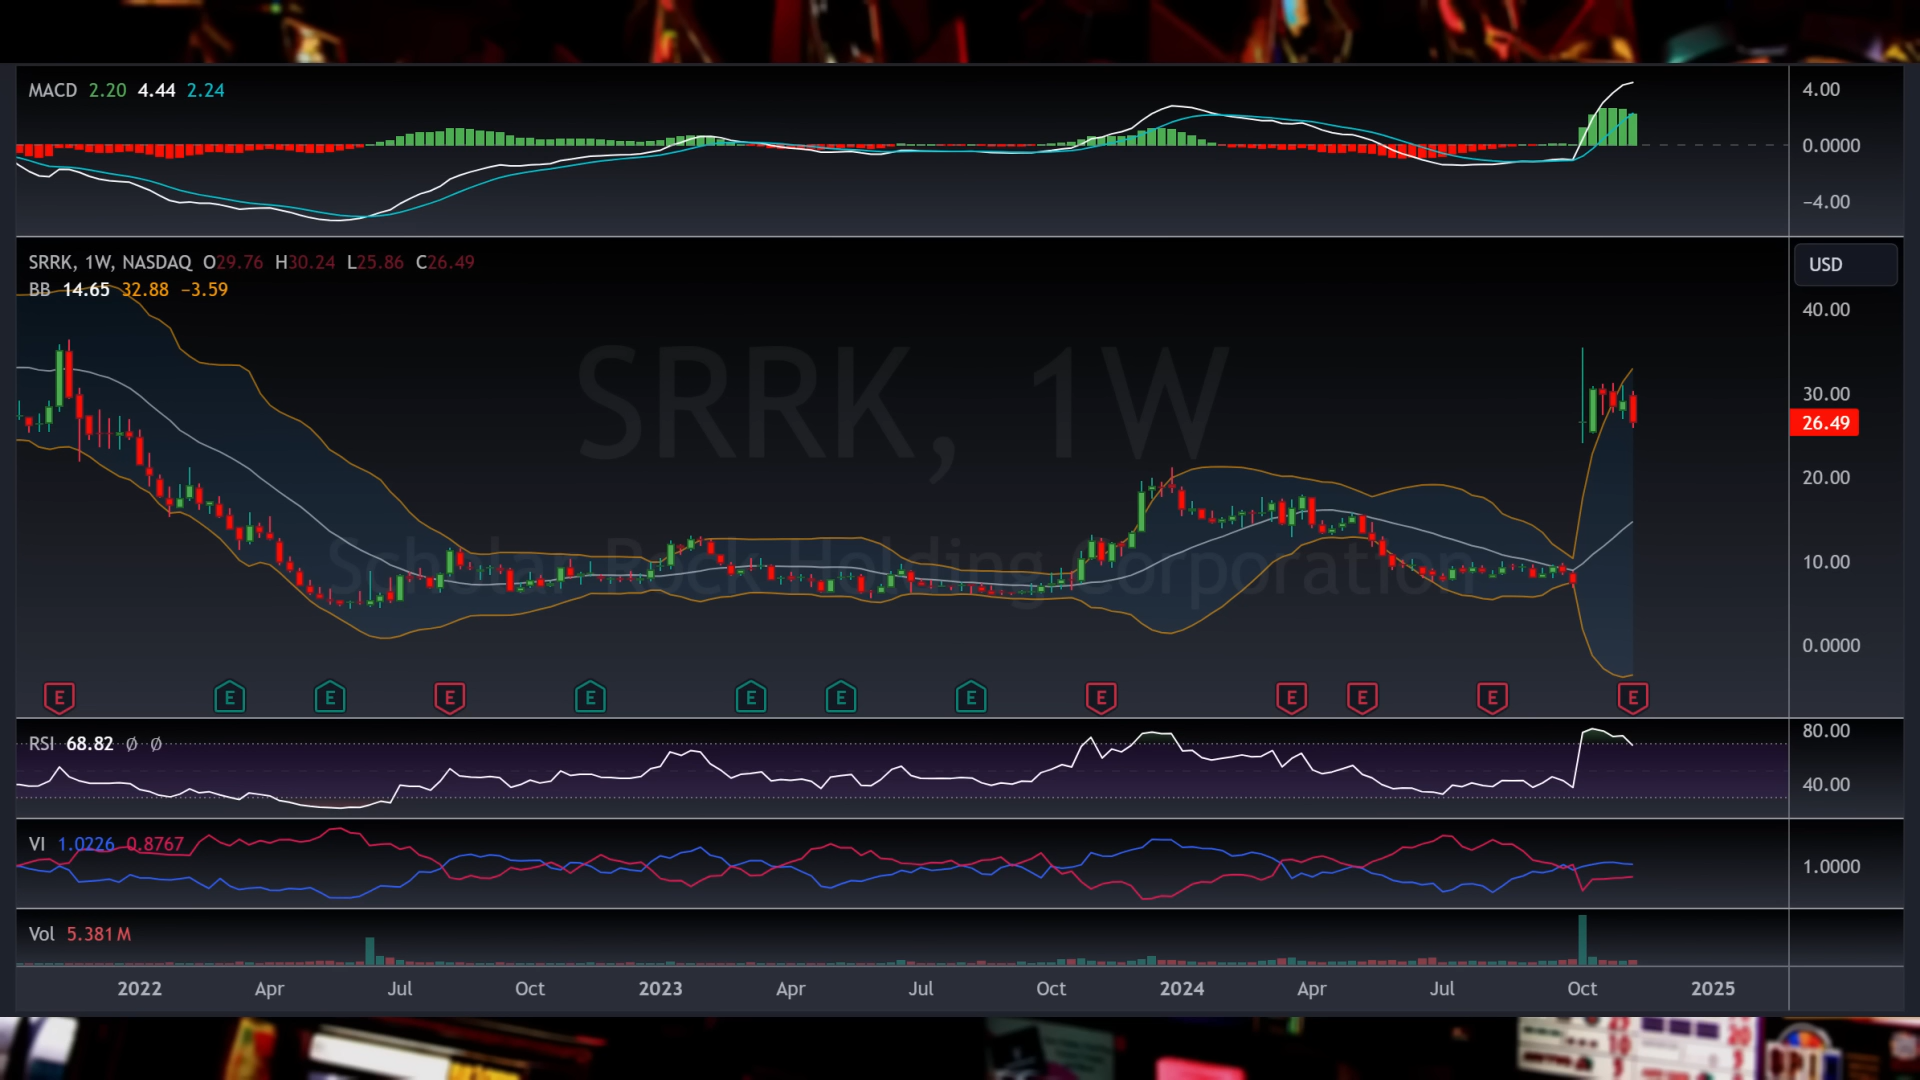 MACD 2.20 4.44 2.24
4.00
0.0000
−4.00
SRRK, 1W, NASDAQ O29.76 H30.24 L25.86 C26.49
BB 14.65 32.88 −3.59
USD
40.00
30.00
26.49
20.00
10.00
0.0000
SRRK, 1W
Scholar Rock Holding Corporation
E E E E E E E E E E E E E
RSI 68.82 Ø Ø
80.00
40.00
VI 1.0226 0.8767
1.0000
Vol 5.381 M
2022 Apr Jul Oct 2023 Apr Jul Oct 2024 Apr Jul Oct 2025